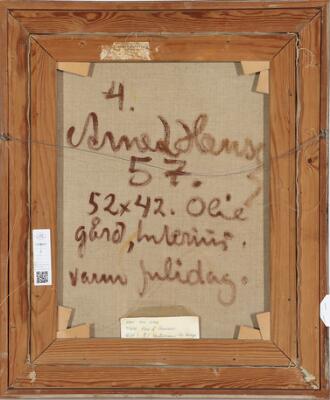 4.
Arne L. Hans
57.
52x42. Olie
gård, Interiør.
varm julidag.